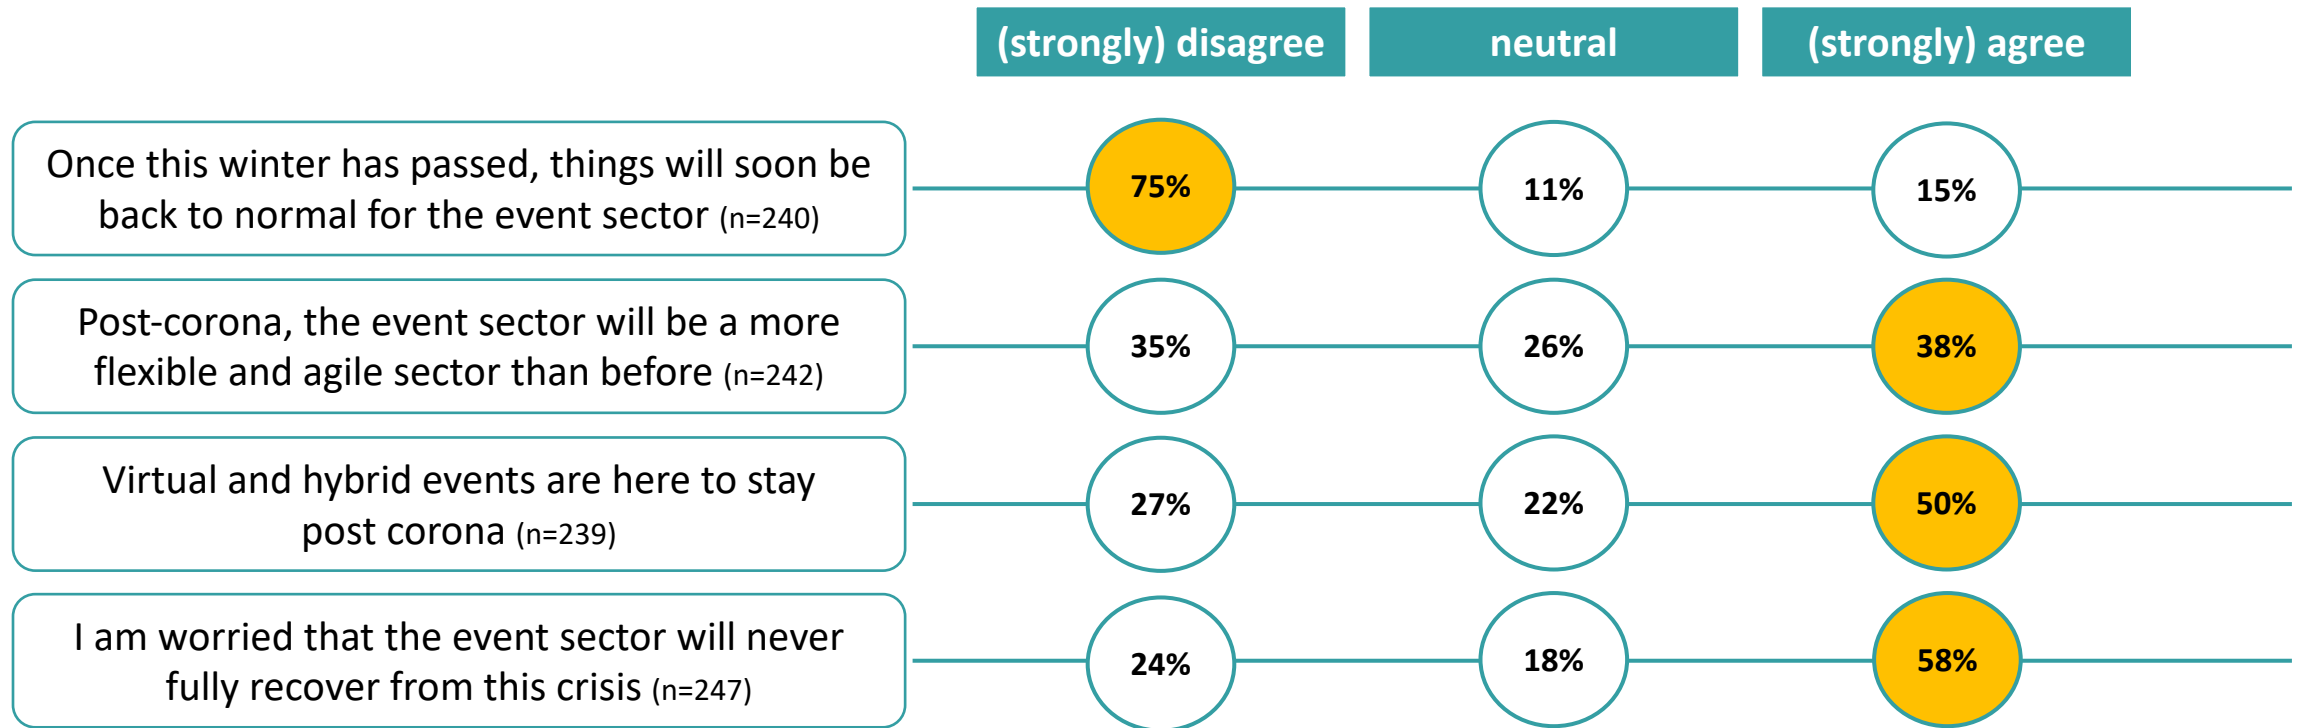 (strongly) disagree neutral (strongly) agree
Once this winter has passed, things will soon be
back to normal for the event sector (n=240)
75% 11% 15%
Post-corona, the event sector will be a more
flexible and agile sector than before (n=242)
35% 26% 38%
Virtual and hybrid events are here to stay
post corona (n=239)
27% 22% 50%
I am worried that the event sector will never
fully recover from this crisis (n=247)
24% 18% 58%